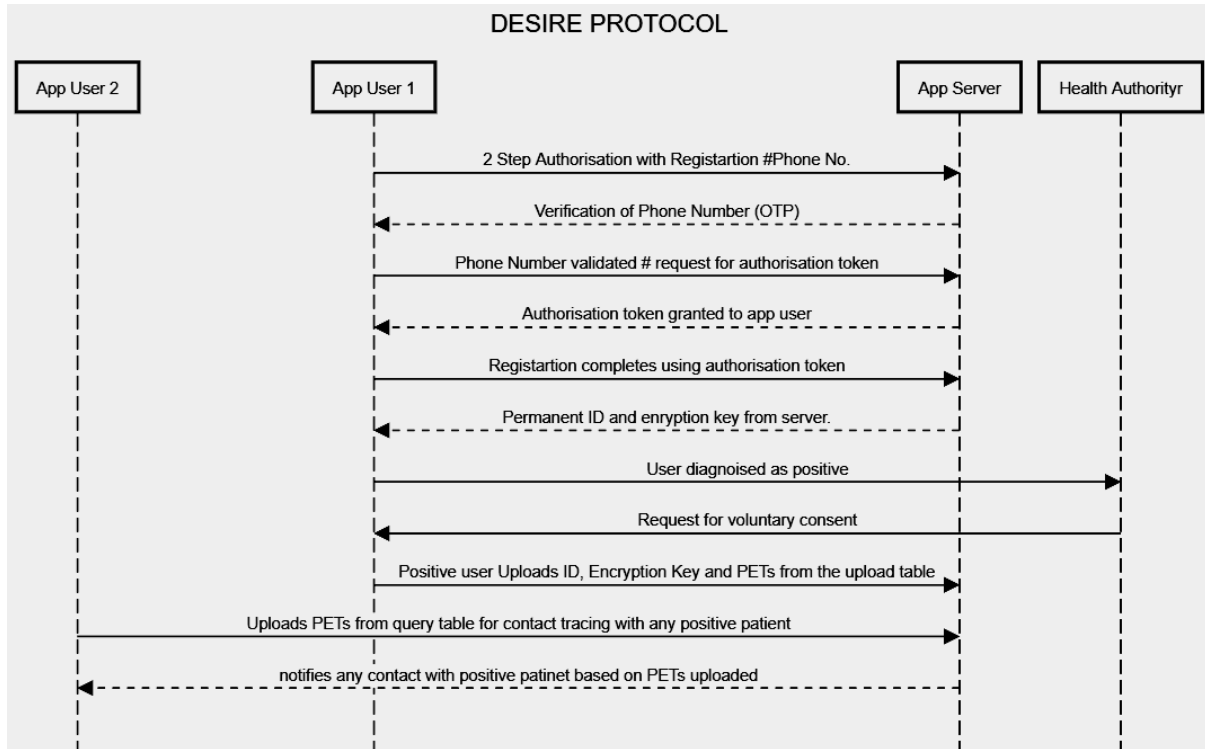 DESIRE PROTOCOL
App User 2
App User 1
App Server
Health Authorityr
2 Step Authorisation with Registartion #Phone No.
Verification of Phone Number (OTP)
Phone Number validated # request for authorisation token
Authorisation token granted to app user
Registartion completes using authorisation token
Permanent ID and enryption key from server.
User diagnoised as positive
Request for voluntary consent
Positive user Uploads ID, Encryption Key and PETs from the upload table
Uploads PETs from query table for contact tracing with any positive patient
notifies any contact with positive patinet based on PETs uploaded